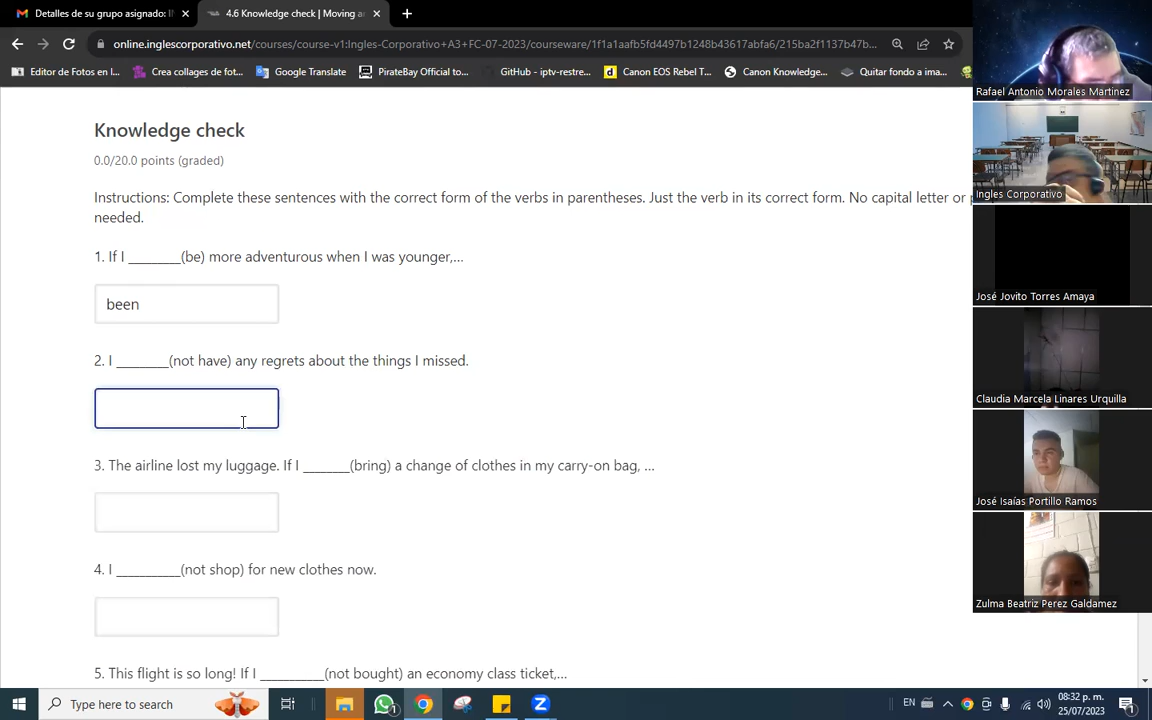 Detalles de su grupo asignado: I
4.6 Knowledge check | Moving a
online.inglescorporativo.net/courses/course-v1:Ingles-Corporativo+A3+FC-07-2023/courseware/1f1a1aafb5fd4497b1248b43617abfa6/215ba2f1137b47b...
Editor de Fotos en l...
Crea collages de fot...
Google Translate
PirateBay Official to...
GitHub - iptv-restre...
Canon EOS Rebel T...
Canon Knowledge...
Quitar fondo a ima...
Knowledge check
0.0/20.0 points (graded)
Instructions: Complete these sentences with the correct form of the verbs in parentheses. Just the verb in its correct form. No capital letter or p
needed.
1. If I ________(be) more adventurous when I was younger,...
been
2. I ________(not have) any regrets about the things I missed.
3. The airline lost my luggage. If I _______(bring) a change of clothes in my carry-on bag, ...
4. I __________(not shop) for new clothes now.
5. This flight is so long! If I __________(not bought) an economy class ticket,...
Rafael Antonio Morales Martinez
Ingles Corporativo
José Jovito Torres Amaya
Claudia Marcela Linares Urquilla
José Isaías Portillo Ramos
Zulma Beatriz Perez Galdamez
Type here to search
1
EN
08:32 p. m.
25/07/2023
1